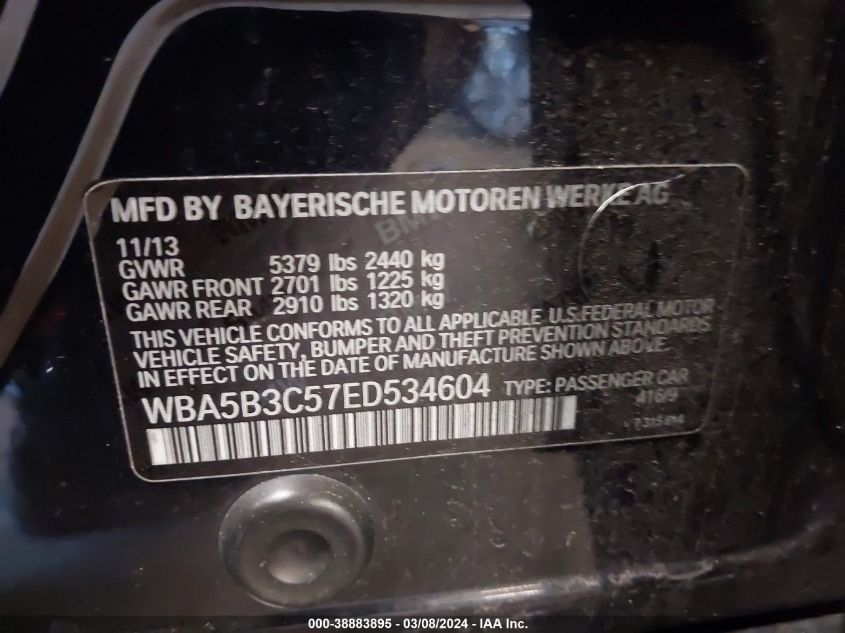 MFD BY BAYERISCHE MOTOREN WERKE AG
11/13
GVWR 5379 lbs 2440 kg
GAWR FRONT 2701 lbs 1225 kg
GAWR REAR 2910 lbs 1320 kg
THIS VEHICLE CONFORMS TO ALL APPLICABLE U.S.FEDERAL MOTOR
VEHICLE SAFETY, BUMPER AND THEFT PREVENTION STANDARDS
IN EFFECT ON THE DATE OF MANUFACTURE SHOWN ABOVE.
WBA5B3C57ED534604 TYPE: PASSENGER CAR
000-38883895 - 03/08/2024 - IAA Inc.